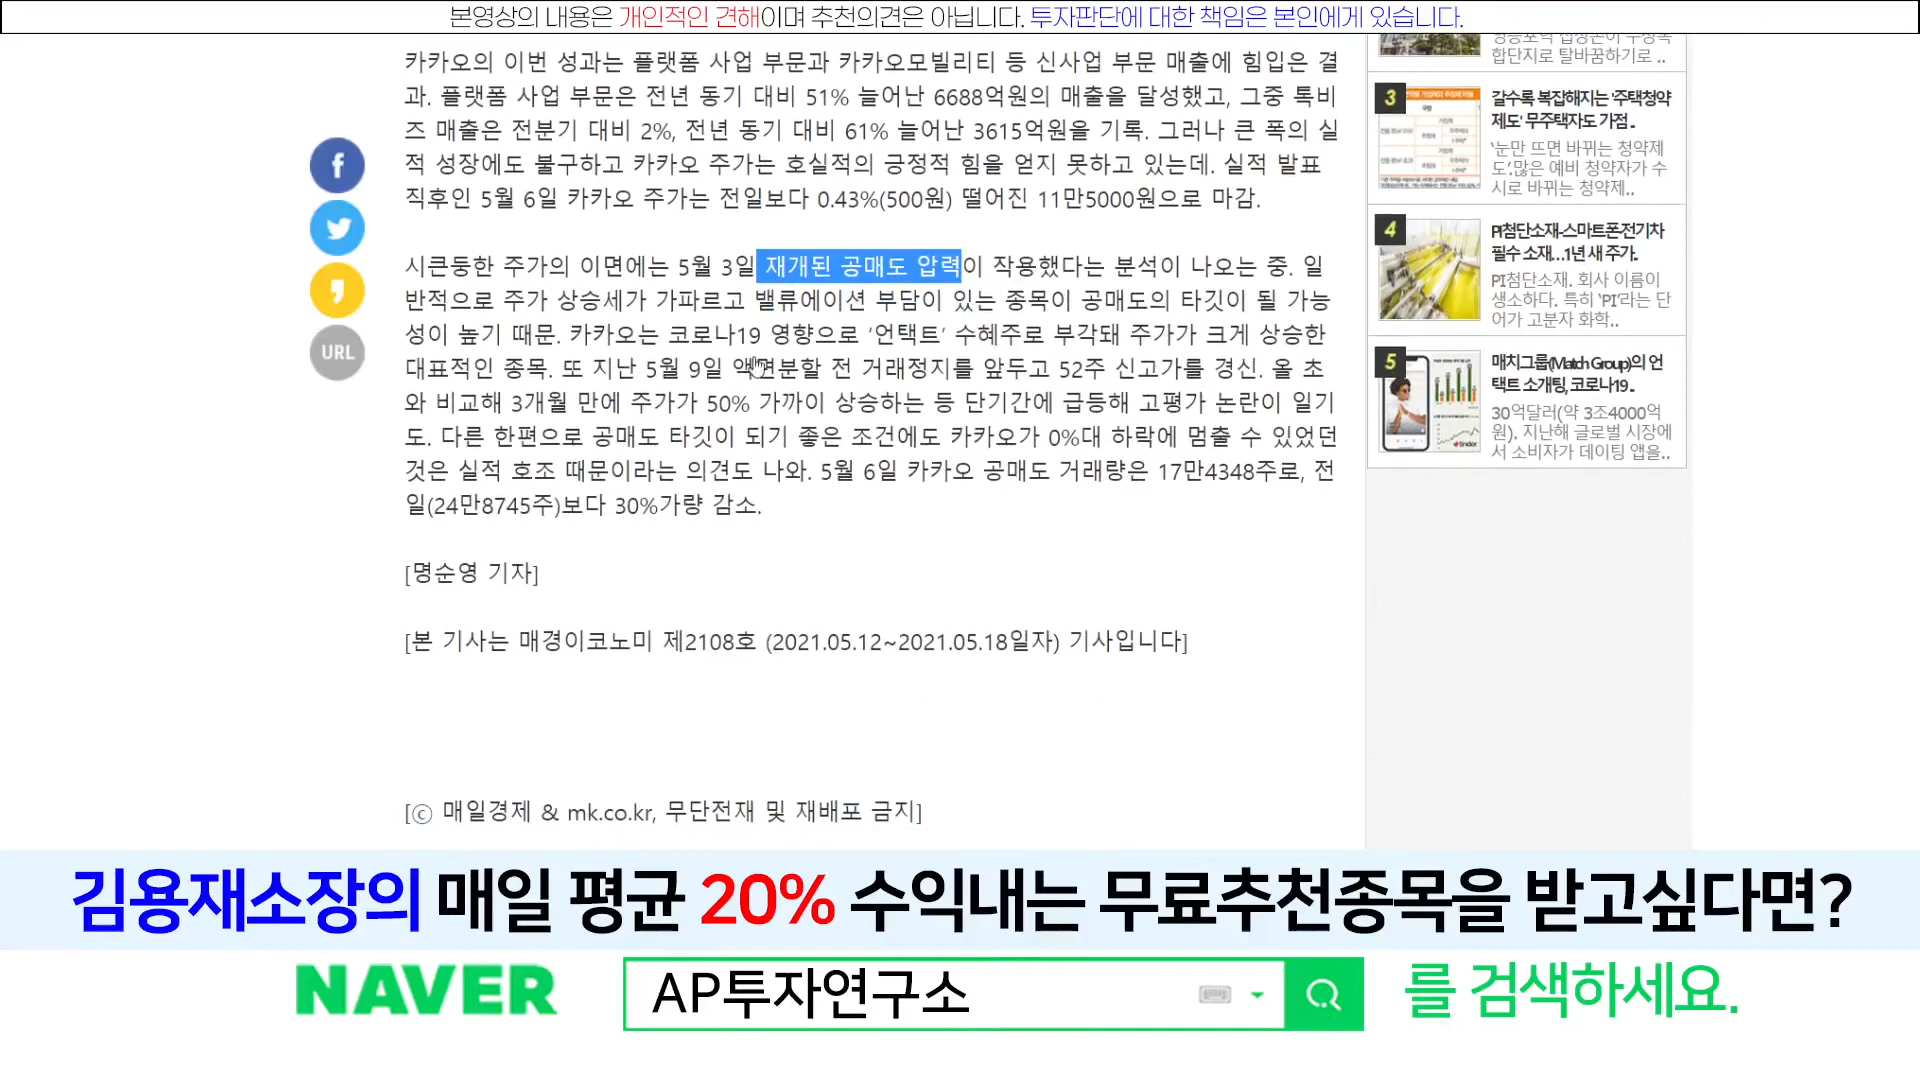 본영상의 내용은 개인적인 견해이며 추천의견은 아닙니다. 투자판단에 대한 책임은 본인에게 있습니다.
카카오의 이번 성과는 플랫폼 사업 부문과 카카오모빌리티 등 신사업 부문 매출에 힘입은 결
과. 플랫폼 사업 부문은 전년 동기 대비 51% 늘어난 6688억원의 매출을 달성했고, 그중 톡비
즈 매출은 전분기 대비 2%, 전년 동기 대비 61% 늘어난 3615억원을 기록. 그러나 큰 폭의 실
적 성장에도 불구하고 카카오 주가는 호실적의 긍정적 힘을 얻지 못하고 있는데. 실적 발표
직후인 5월 6일 카카오 주가는 전일보다 0.43%(500원) 떨어진 11만5000원으로 마감.
시큰둥한 주가의 이면에는 5월 3일 재개된 공매도 압력이 작용했다는 분석이 나오는 중. 일
반적으로 주가 상승세가 가파르고 밸류에이션 부담이 있는 종목이 공매도의 타깃이 될 가능
성이 높기 때문. 카카오는 코로나19 영향으로 ‘언택트’ 수혜주로 부각돼 주가가 크게 상승한
대표적인 종목. 또 지난 5월 9일 액면분할 전 거래정지를 앞두고 52주 신고가를 경신. 올 초
와 비교해 3개월 만에 주가가 50% 가까이 상승하는 등 단기간에 급등해 고평가 논란이 일기
도. 다른 한편으로 공매도 타깃이 되기 좋은 조건에도 카카오가 0%대 하락에 멈출 수 있었던
것은 실적 호조 때문이라는 의견도 나와. 5월 6일 카카오 공매도 거래량은 17만4348주로, 전
일(24만8745주)보다 30%가량 감소.
[명순영 기자]
[본 기사는 매경이코노미 제2108호 (2021.05.12~2021.05.18일자) 기사입니다]
[ⓒ 매일경제 & mk.co.kr, 무단전재 및 재배포 금지]
f
URL
합단지로 탈바꿈하기로 ..
3
갈수록 복잡해지는 '주택청약
제도' 무주택자도 가점..
‘눈만 뜨면 바뀌는 청약제
도’.많은 예비 청약자가 수
시로 바뀌는 청약제..
4
PI첨단소재-스마트폰·전기차
필수 소재…1년 새 주가..
PI첨단소재. 회사 이름이
생소하다. 특히 ‘PI’라는 단
어가 고분자 화학..
5
매치그룹(Match Group)의 언
택트 소개팅, 코로나19..
30억달러(약 3조4000억
원). 지난해 글로벌 시장에
서 소비자가 데이팅 앱을..
tinder
김용재소장의 매일 평균 20% 수익내는 무료추천종목을 받고싶다면?
NAVER AP투자연구소 를 검색하세요.